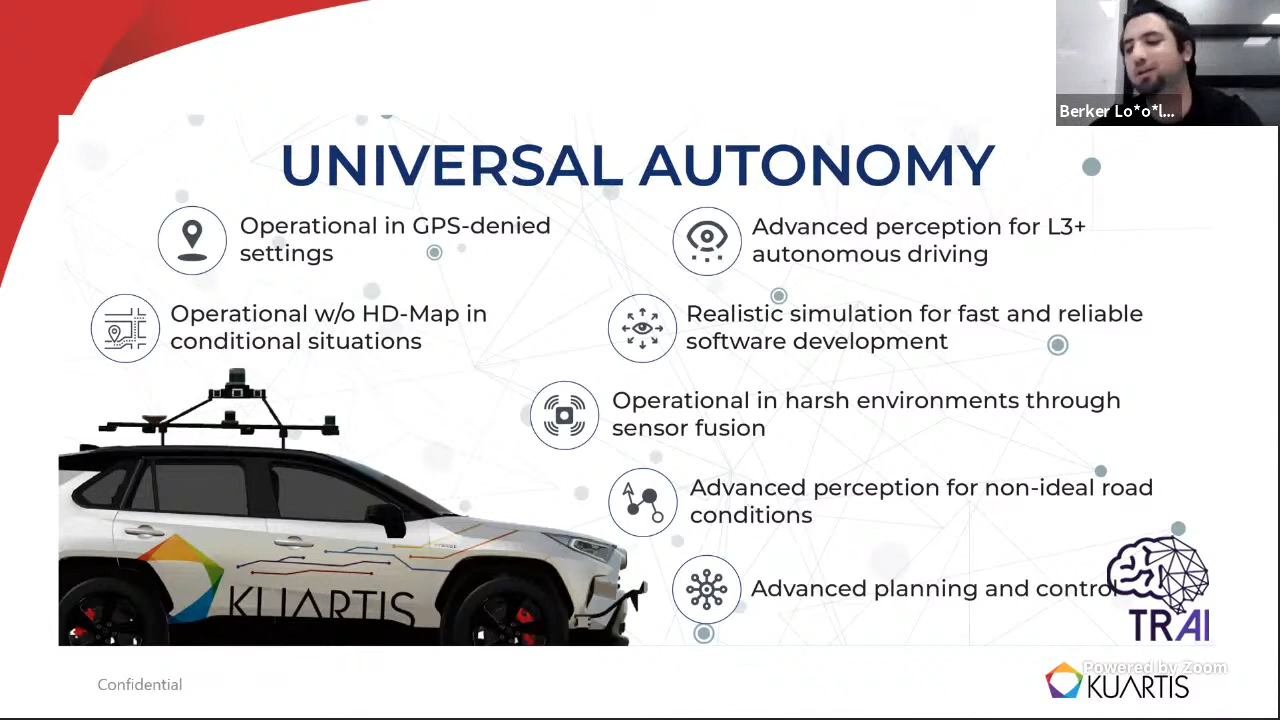 Berker Lo*o*l...
UNIVERSAL AUTONOMY
Operational in GPS-denied
settings
Advanced perception for L3+
autonomous driving
Operational w/o HD-Map in
conditional situations
Realistic simulation for fast and reliable
software development
Operational in harsh environments through
sensor fusion
Advanced perception for non-ideal road
conditions
Advanced planning and control
KUARTIS
TRAI
Confidential
Powered by Zoom
KUARTIS